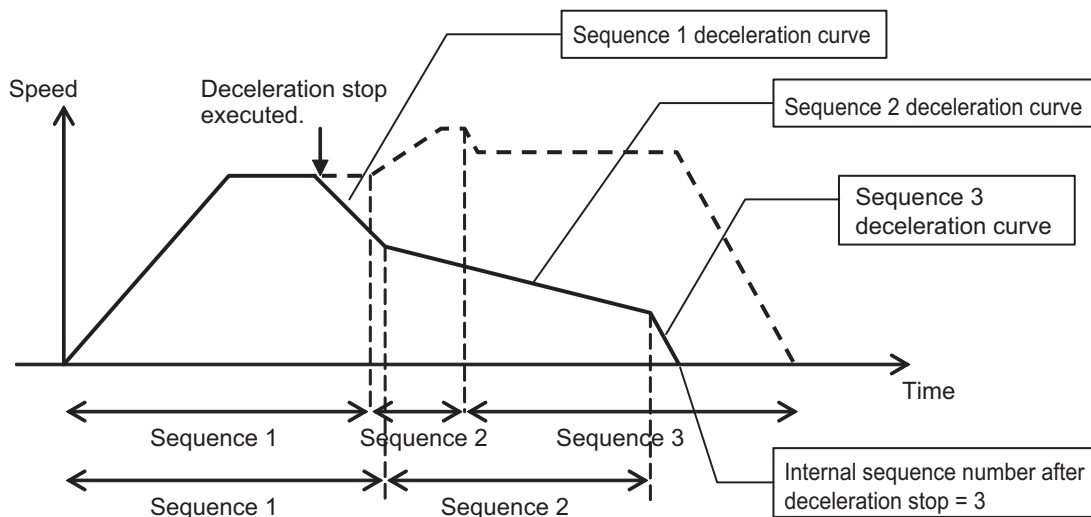 Sequence 1 deceleration curve
Speed
Deceleration stop
executed.
Sequence 2 deceleration curve
Sequence 3
deceleration curve
Time
Sequence 1
Sequence 2
Sequence 3
Sequence 1
Sequence 2
Internal sequence number after
deceleration stop = 3